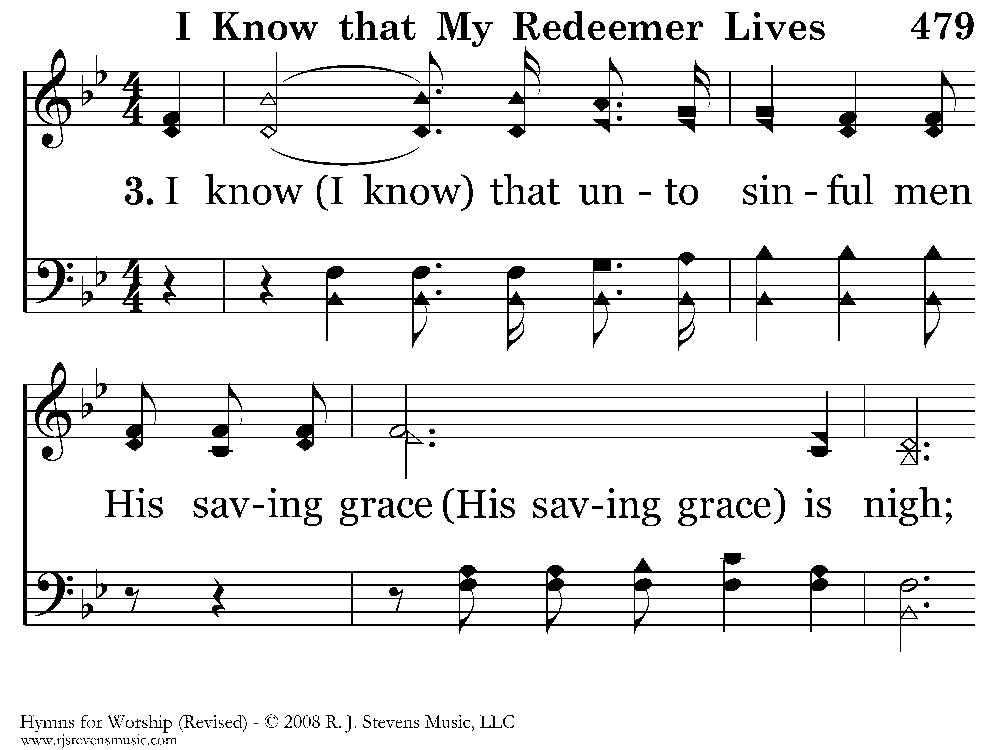 I Know that My Redeemer Lives 479
3. I know (I know) that un - to sin - ful men
His sav-ing grace (His sav-ing grace) is nigh;
Hymns for Worship (Revised) - © 2008 R. J. Stevens Music, LLC
www.rjstevensmusic.com